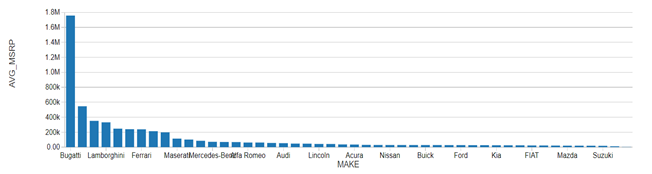 1.8M
1.6M
1.4M
1.2M
1.0M
800k
600k
400k
200k
0.00
AVG_MSRP
Bugatti Lamborghini Ferrari Maserati Mercedes-Benz Alfa Romeo Audi Lincoln Acura Nissan Buick Ford Kia FIAT Mazda Suzuki
MAKE